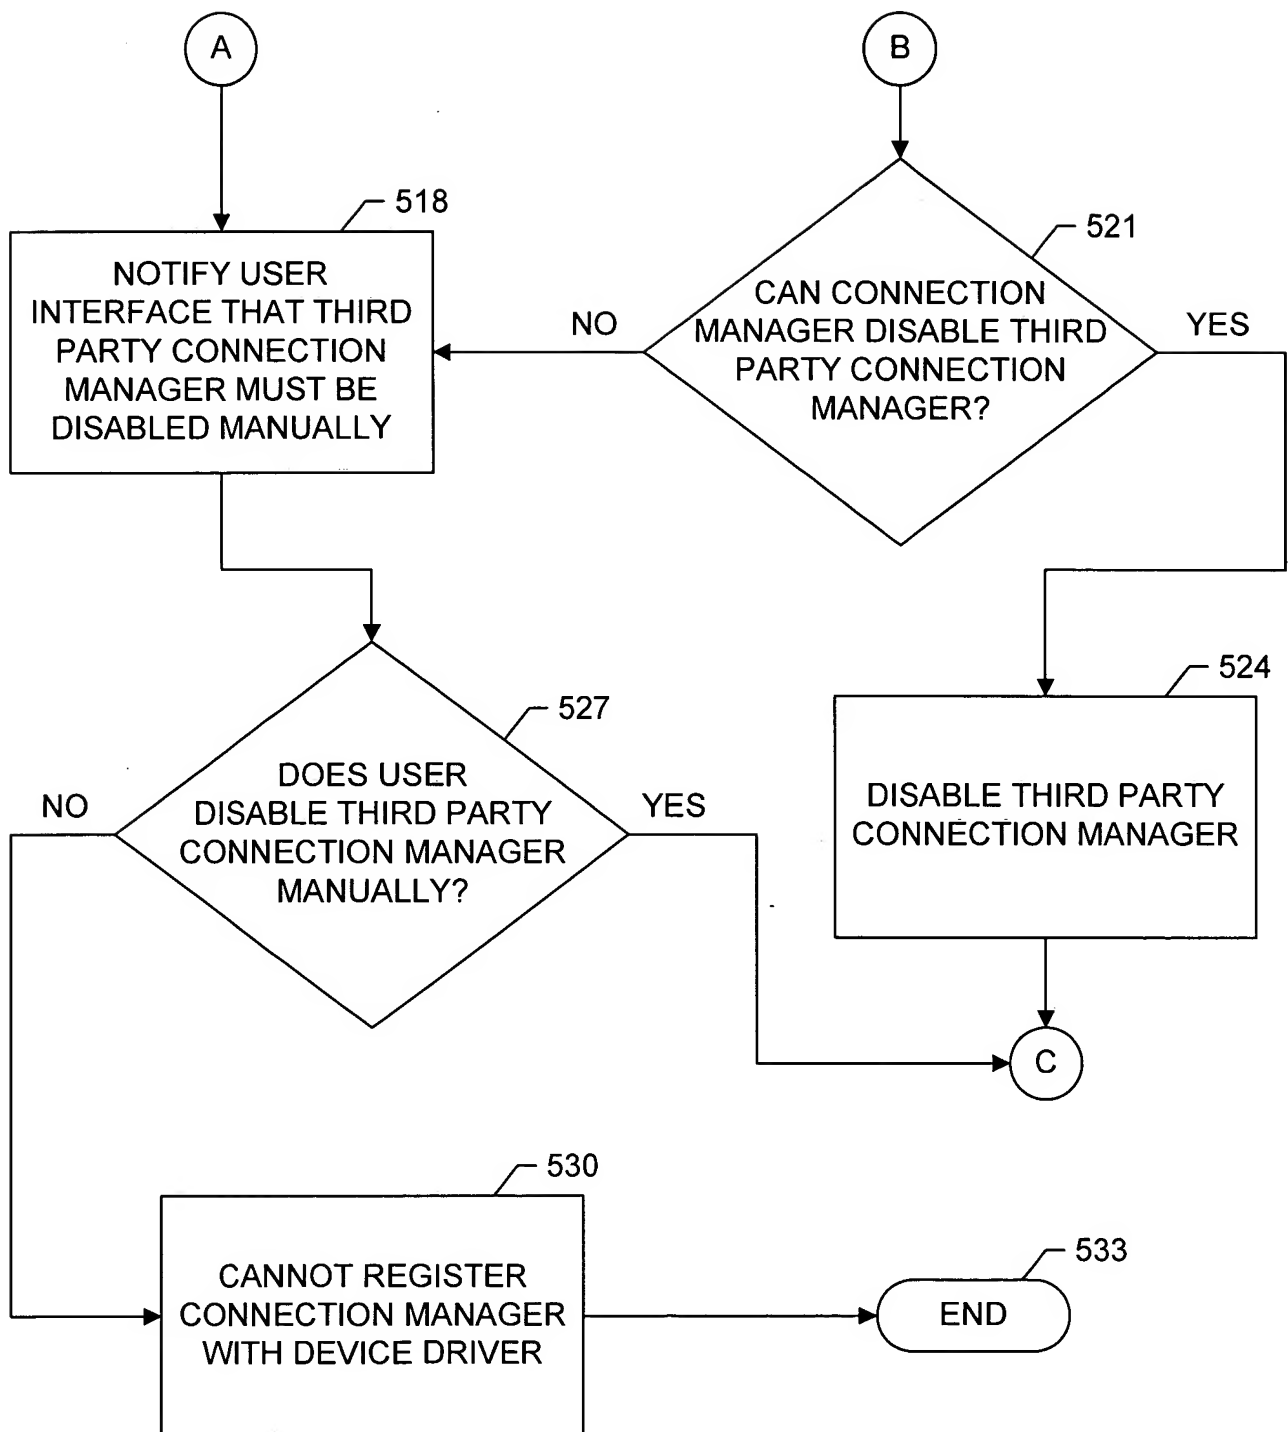 A
B
518
NOTIFY USER
INTERFACE THAT THIRD
PARTY CONNECTION
MANAGER MUST BE
DISABLED MANUALLY
521
CAN CONNECTION
MANAGER DISABLE THIRD
PARTY CONNECTION
MANAGER?
NO
YES
527
DOES USER
DISABLE THIRD PARTY
CONNECTION MANAGER
MANUALLY?
NO
YES
524
DISABLE THIRD PARTY
CONNECTION MANAGER
C
530
CANNOT REGISTER
CONNECTION MANAGER
WITH DEVICE DRIVER
533
END